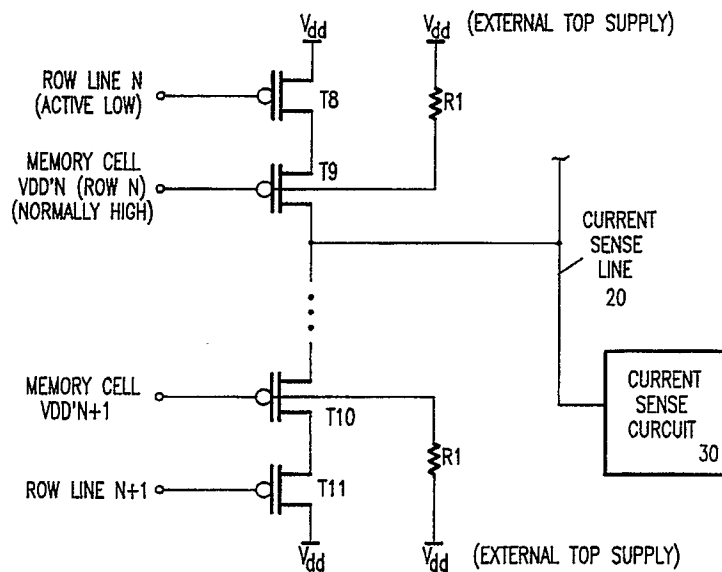 Vdd Vdd (EXTERNAL TOP SUPPLY)
ROW LINE N
(ACTIVE LOW)
T8
R1
MEMORY CELL
VDD'N (ROW N)
(NORMALLY HIGH)
T9
CURRENT
SENSE
LINE
20
MEMORY CELL
VDD'N+1
T10
R1
CURRENT
SENSE
CURCUIT
30
ROW LINE N+1
T11
Vdd Vdd (EXTERNAL TOP SUPPLY)